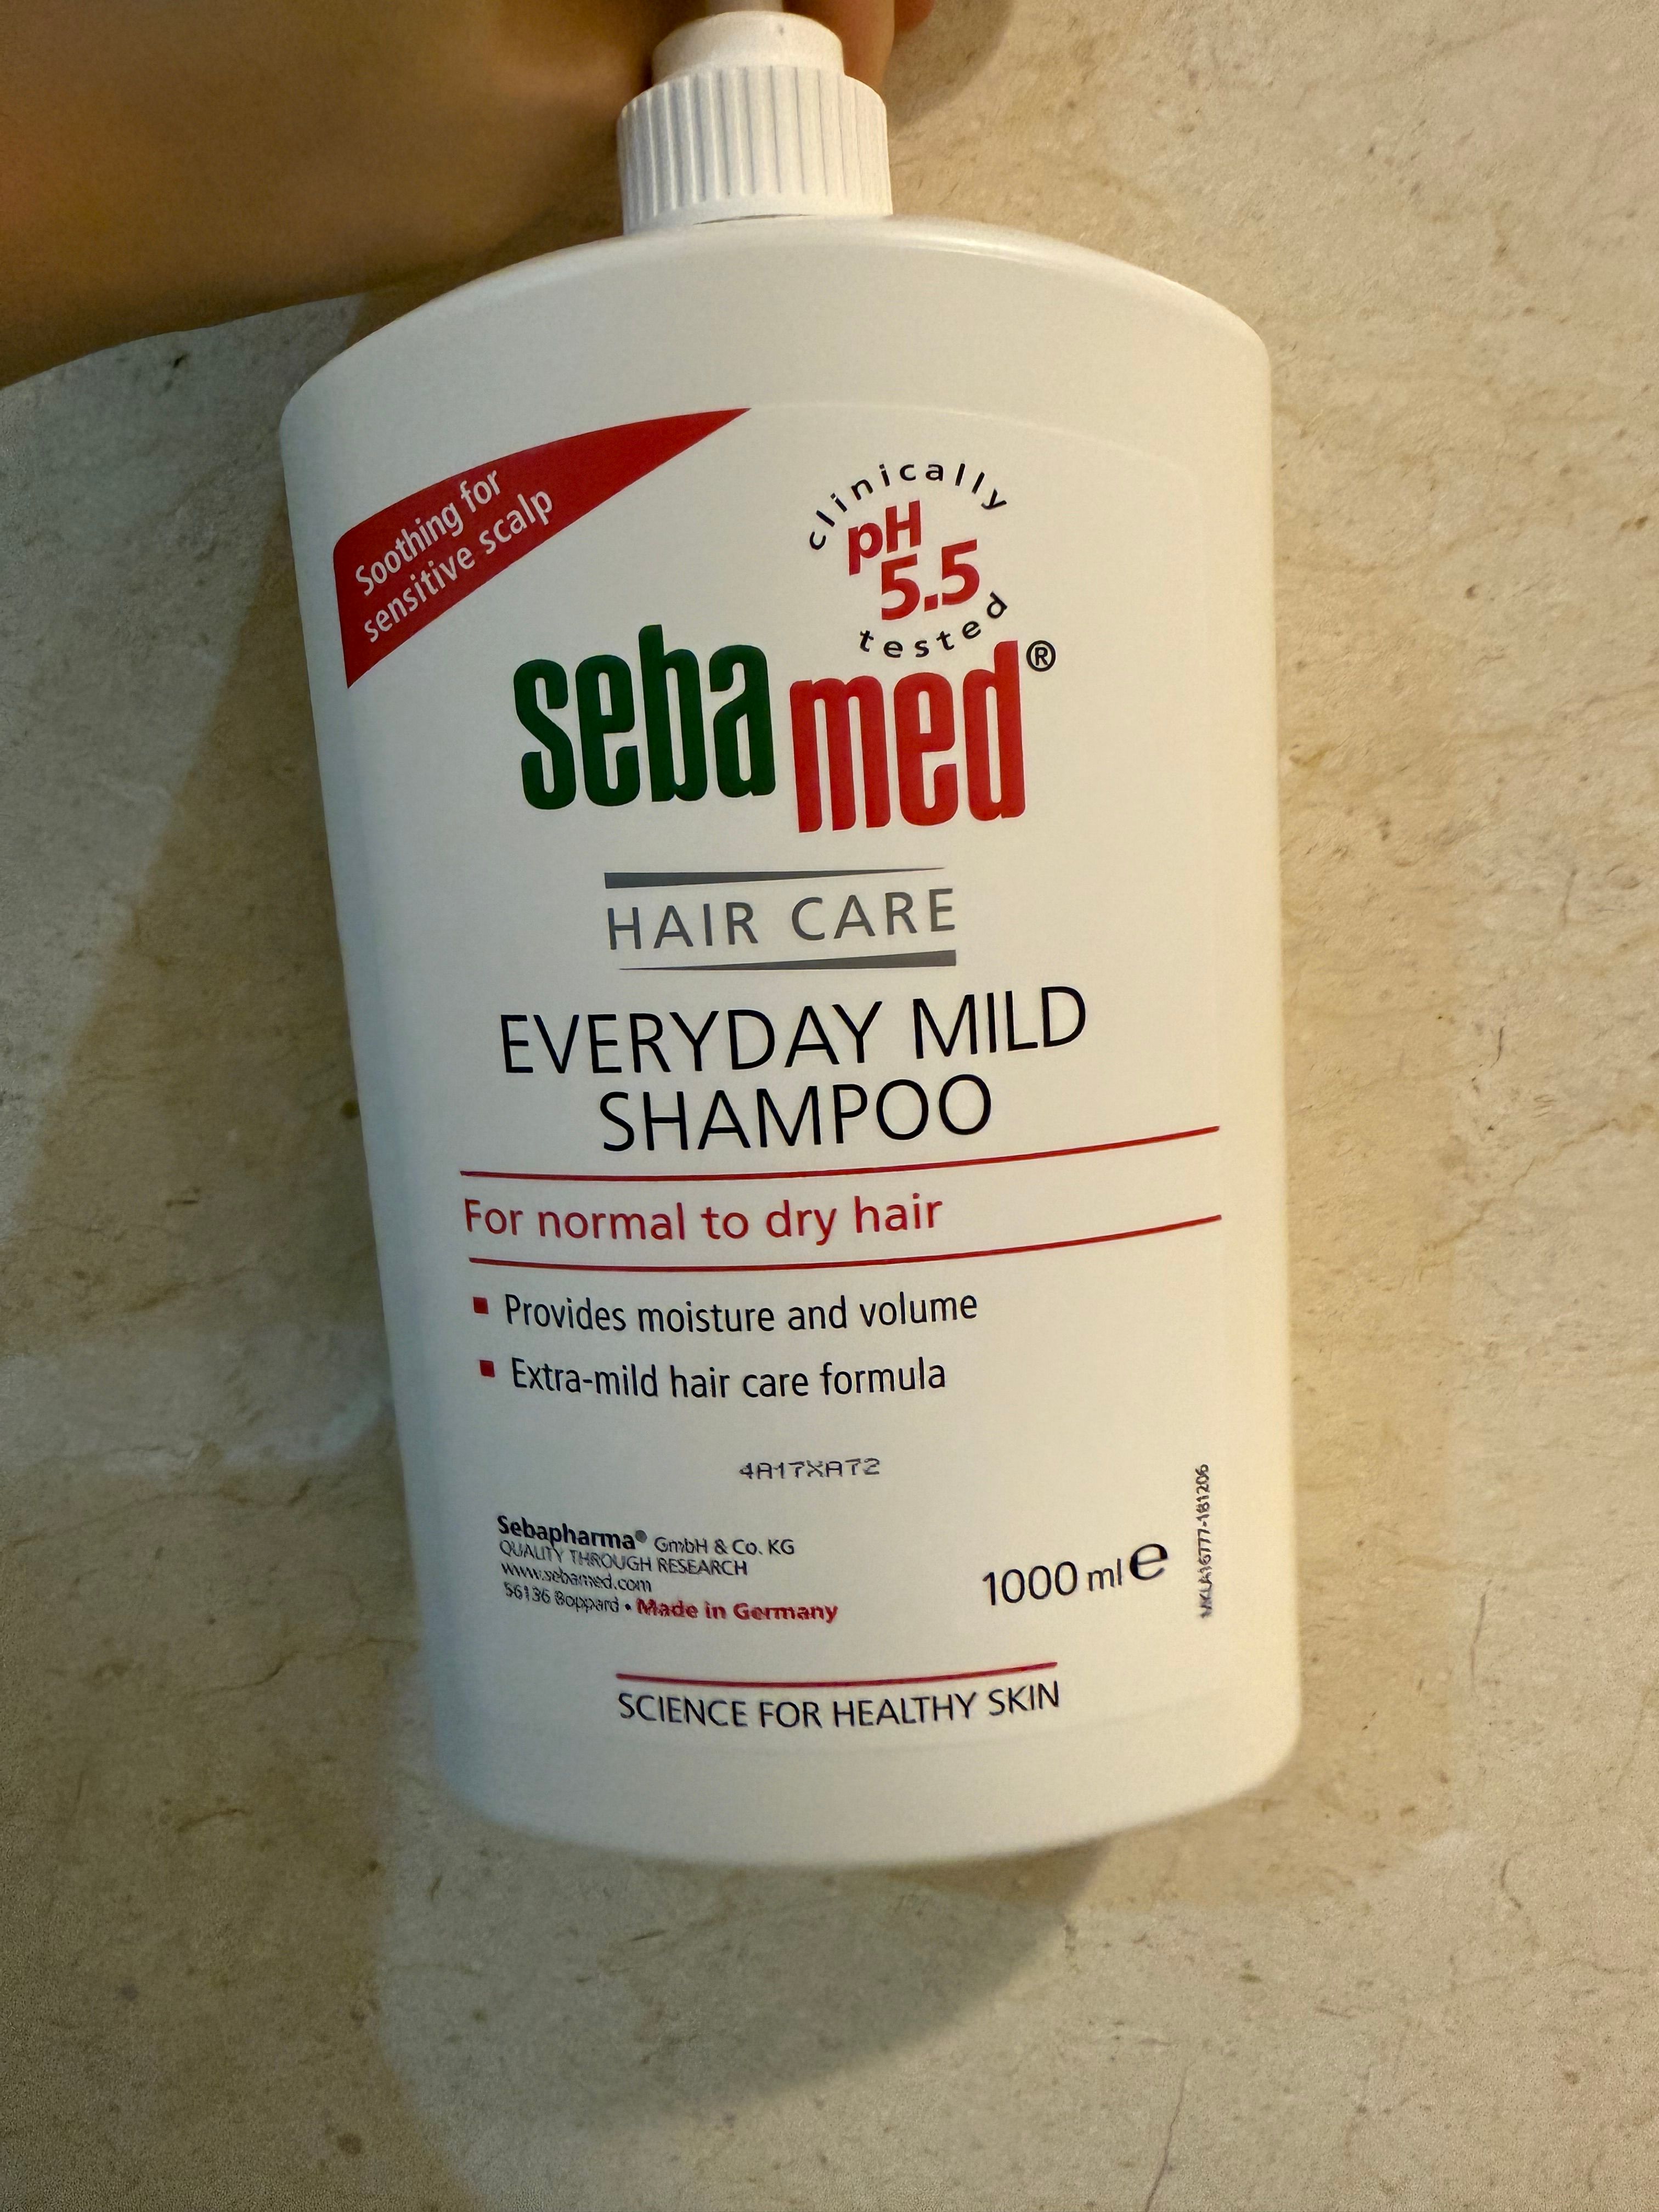 Soothing for
sensitive scalp
clinically
pH
5.5
tested
sebamed®
HAIR CARE
EVERYDAY MILD
SHAMPOO
For normal to dry hair
▪ Provides moisture and volume
▪ Extra-mild hair care formula
4A17XA72
Sebapharma® GmbH & Co. KG
QUALITY THROUGH RESEARCH
www.sebamed.com
56136 Boppard • Made in Germany
1000 ml e
SCIENCE FOR HEALTHY SKIN